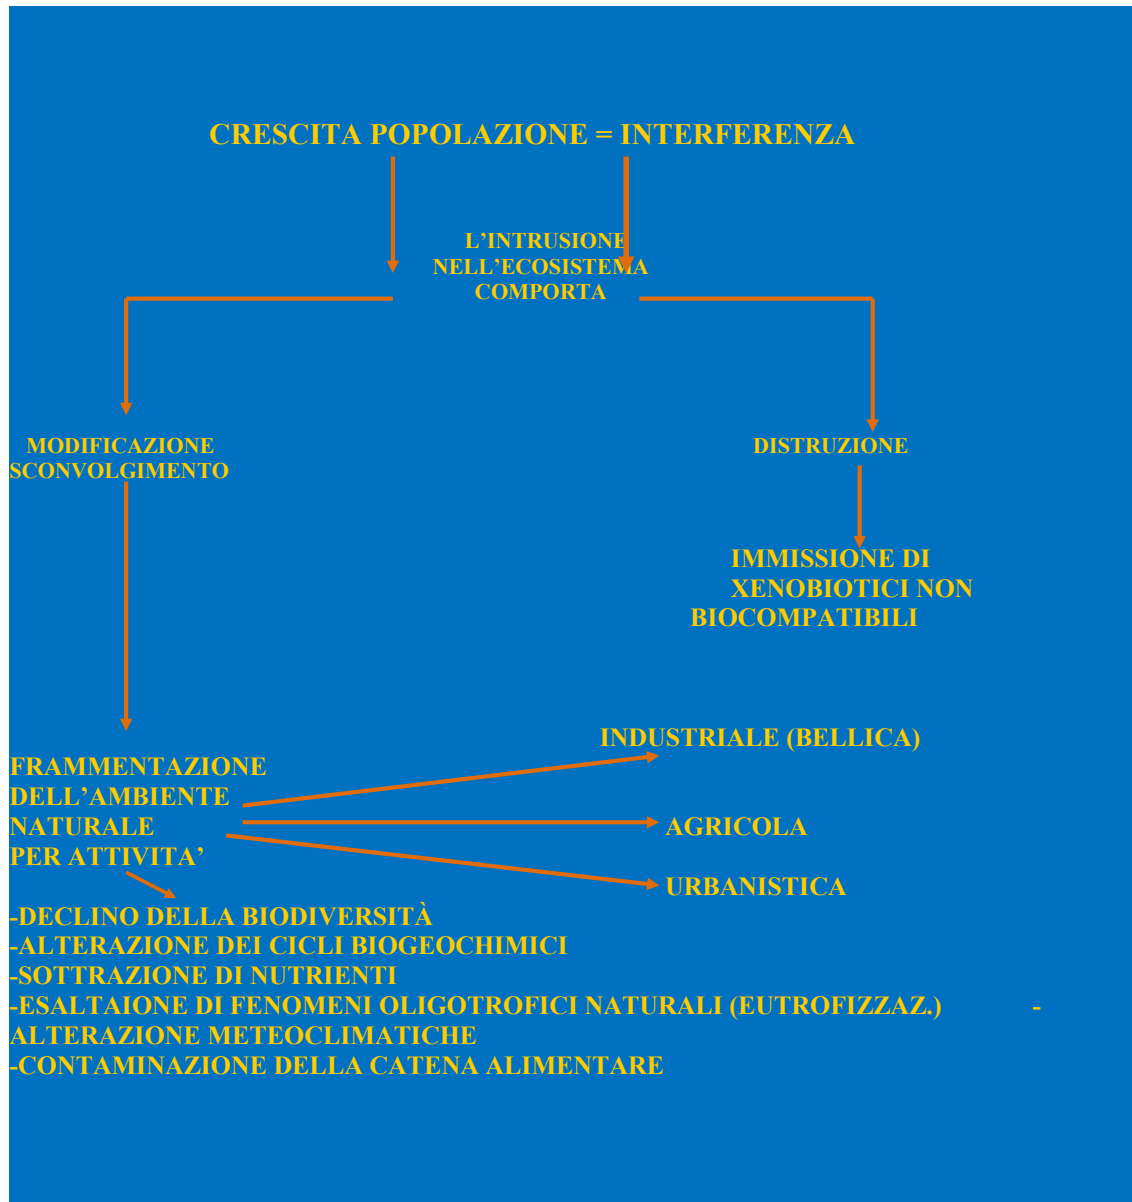 CRESCITA POPOLAZIONE = INTERFERENZA
L’INTRUSIONE
NELL’ECOSISTEMA
COMPORTA
MODIFICAZIONE
SCONVOLGIMENTO
DISTRUZIONE
IMMISSIONE DI
XENOBIOTICI NON
BIOCOMPATIBILI
INDUSTRIALE (BELLICA)
FRAMMENTAZIONE
DELL’AMBIENTE
NATURALE
PER ATTIVITA’
AGRICOLA
URBANISTICA
-DECLINO DELLA BIODIVERSITÀ
-ALTERAZIONE DEI CICLI BIOGEOCHIMICI
-SOTTRAZIONE DI NUTRIENTI
-ESALTAIONE DI FENOMENI OLIGOTROFICI NATURALI (EUTROFIZZAZ.) -
ALTERAZIONE METEOCLIMATICHE
-CONTAMINAZIONE DELLA CATENA ALIMENTARE